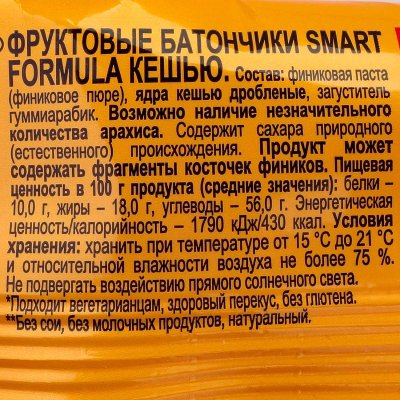 ФРУКТОВЫЕ БАТОНЧИКИ SMART
FORMULA КЕШЬЮ. Состав: финиковая паста
(финиковое пюре), ядра кешью дробленые, загуститель
гуммиарабик. Возможно наличие незначительного
количества арахиса. Содержит сахара природного
(естественного) происхождения. Продукт может
содержать фрагменты косточек фиников. Пищевая
ценность в 100 г продукта (средние значения): белки –
10,0 г, жиры – 18,0 г, углеводы – 56,0 г. Энергетическая
ценность/калорийность – 1790 кДж/430 ккал. Условия
хранения: хранить при температуре от 15 °С до 21 °С
и относительной влажности воздуха не более 75 %.
Не подвергать воздействию прямого солнечного света.
*Подходит вегетарианцам, здоровый перекус, без глютена.
**Без сои, без молочных продуктов, натуральный.